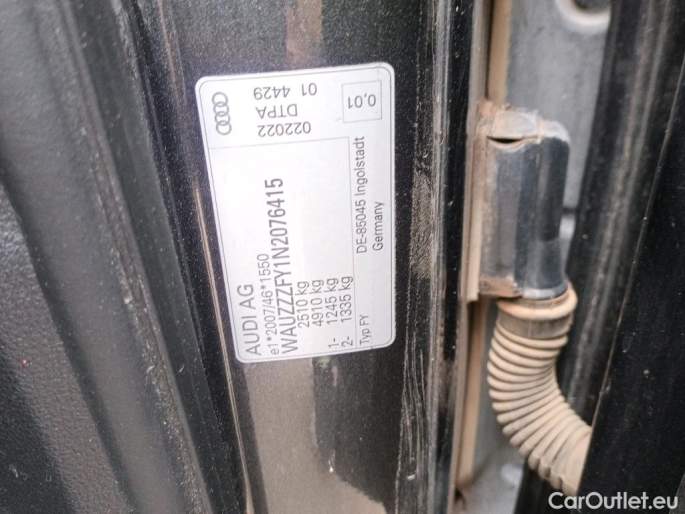 AUDI AG
e1*2007/46*1550
WAUZZZFY1N2076415
2510 kg
4910 kg
1- 1245 kg
2- 1335 kg
Typ FY
022022
DTPA
01 4429
0,01
DE-85045 Ingolstadt
Germany
CarOutlet.eu